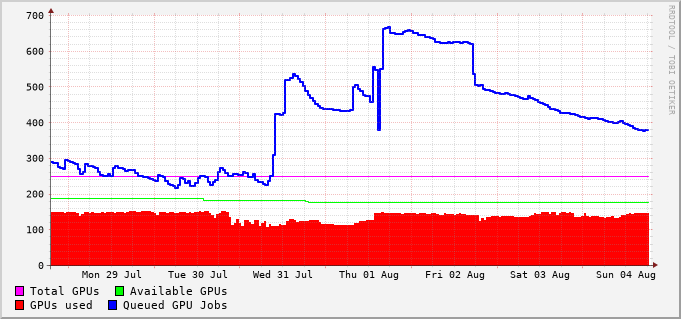 700
600
500
400
300
200
100
0
Mon 29 Jul Tue 30 Jul Wed 31 Jul Thu 01 Aug Fri 02 Aug Sat 03 Aug Sun 04 Aug
Total GPUs Available GPUs
GPUs used Queued GPU Jobs
RRDTOOL / TOBI OETIKER